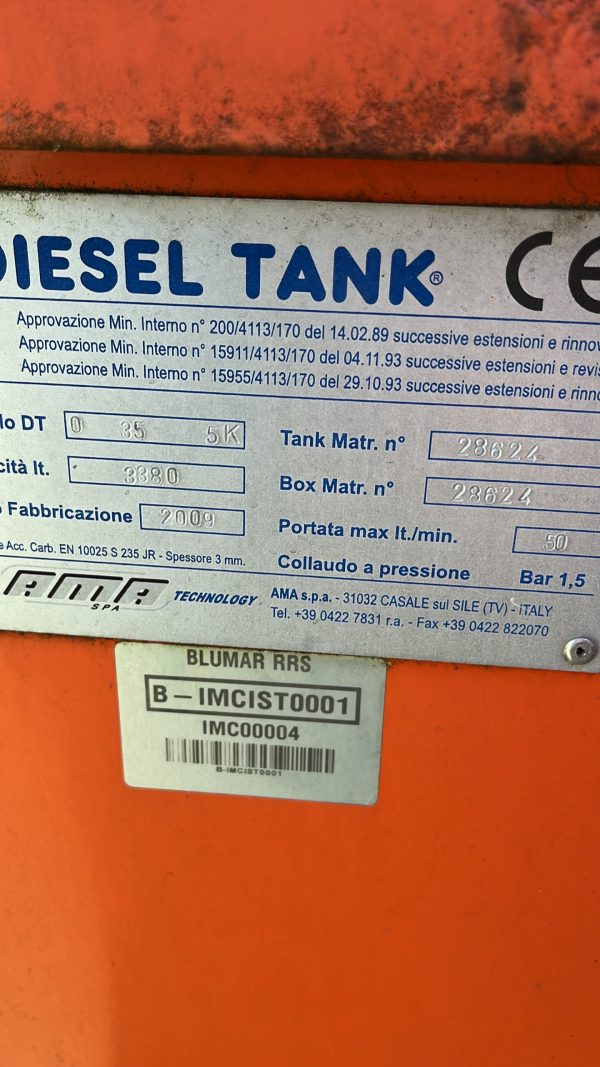 DIESEL TANK® CE
Approvazione Min. Interno n° 200/4113/170 del 14.02.89 successive estensioni e rinnov
Approvazione Min. Interno n° 15911/4113/170 del 04.11.93 successive estensioni e revis
Approvazione Min. Interno n° 15955/4113/170 del 29.10.93 successive estensioni e rinno
lo DT 0 35 5K
Tank Matr. n° 28624
cità lt. 3380
Box Matr. n° 28624
Fabbricazione 2009
Portata max lt./min. 50
e Acc. Carb. EN 10025 S 235 JR - Spessore 3 mm.
Collaudo a pressione Bar 1,5
AMA SPA TECHNOLOGY
AMA s.p.a. - 31032 CASALE sul SILE (TV) - ITALY
Tel. +39 0422 7831 r.a. - Fax +39 0422 822070
BLUMAR RRS
B-IMCIST0001
IMC00004
B-IMCIST0001